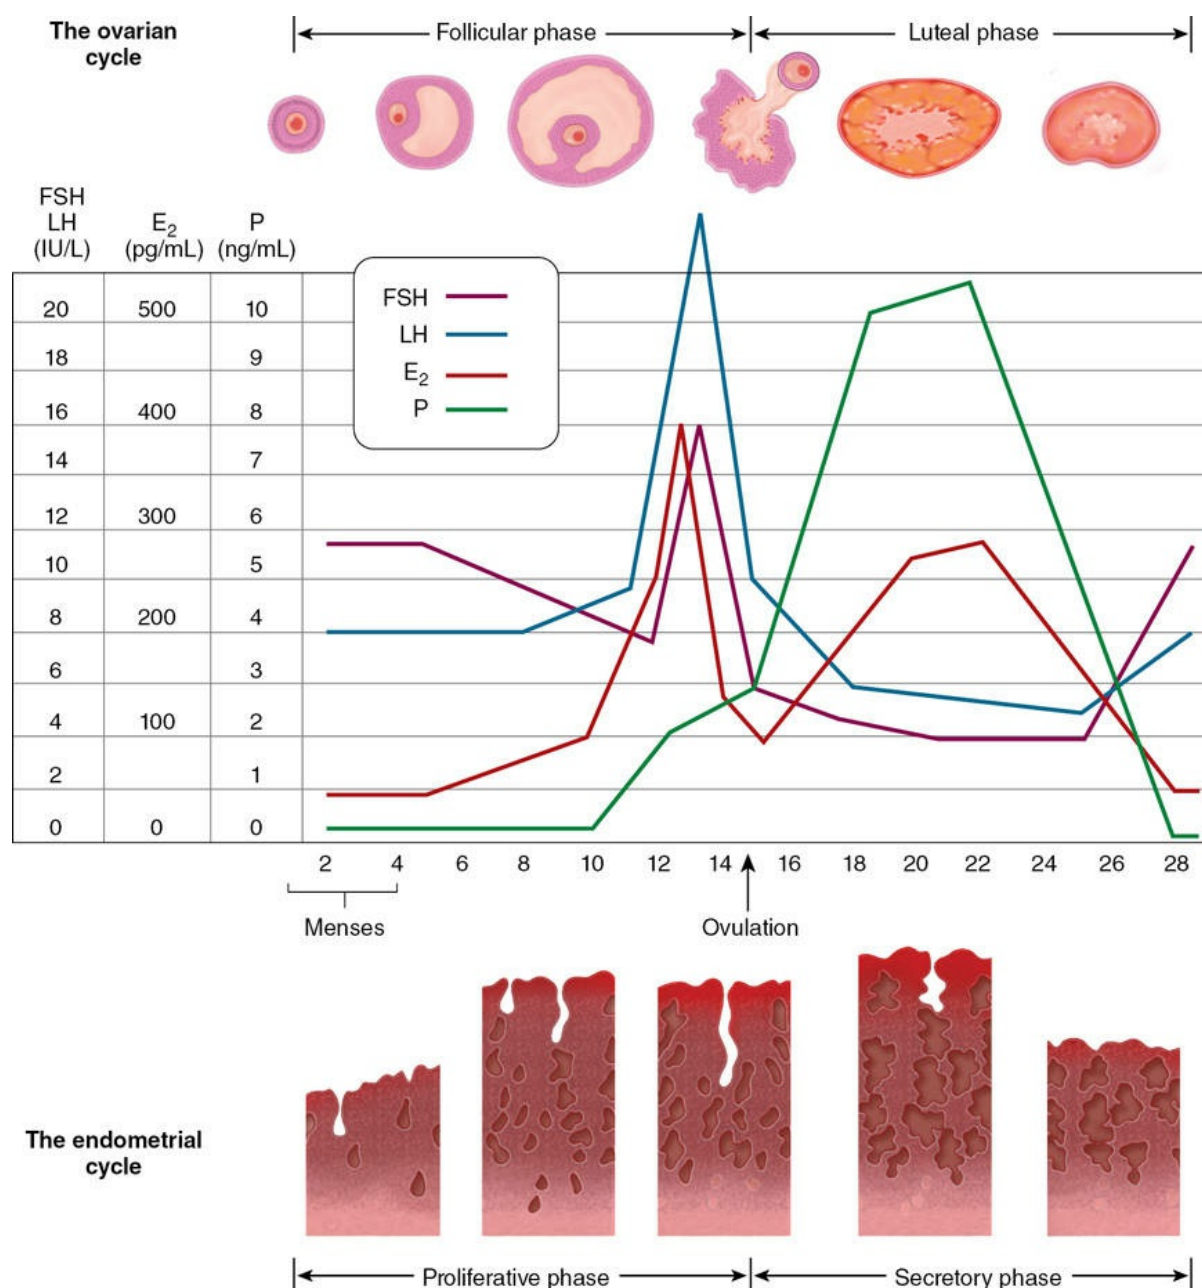 The ovarian
cycle
Follicular phase
Luteal phase
FSH
LH
(IU/L)
E₂
(pg/mL)
P
(ng/mL)
FSH
LH
E₂
P
20 500 10
18 9
16 400 8
14 7
12 300 6
10 5
8 200 4
6 3
4 100 2
2 1
0 0 0
2 4 6 8 10 12 14 16 18 20 22 24 26 28
Menses
Ovulation
The endometrial
cycle
Proliferative phase
Secretory phase